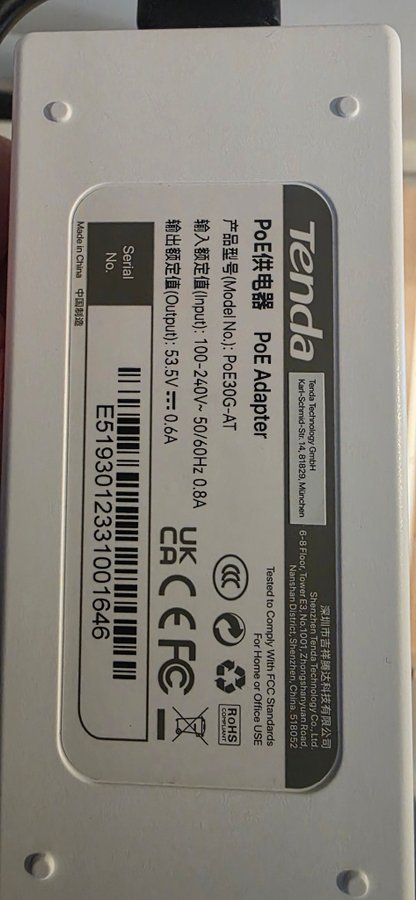 Tenda
Tenda Technology GmbH
Karl-Schmid-Str. 14, 81829, München
深圳市吉祥腾达科技有限公司
Shenzhen Tenda Technology Co., Ltd.
6-8 Floor, Tower E3, No.1001, Zhongshanyuan Road,
Nanshan District, Shenzhen, China. 518052
PoE供电器 PoE Adapter
产品型号(Model No.): PoE30G-AT
输入额定值(Input): 100-240V~ 50/60Hz 0.8A
输出额定值(Output): 53.5V⎓0.6A
Tested to Comply With FCC Standards
For Home or Office USE
CCC
RoHS
COMPLIANT
UK
CA
CE
FC
Serial
No.
E5193012331001646
Made in China 中国制造